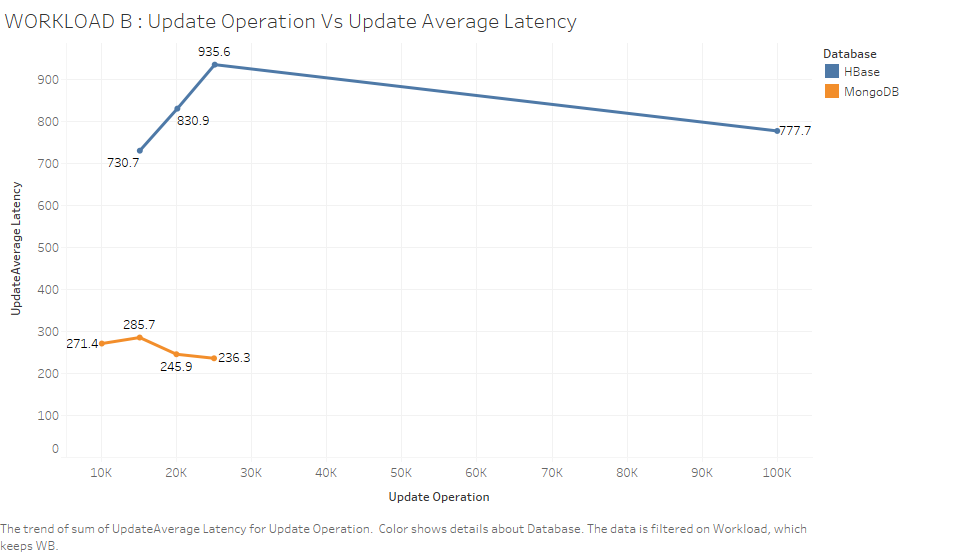 WORKLOAD B : Update Operation Vs Update Average Latency
Database
HBase
MongoDB
UpdateAverage Latency
900
800
700
600
500
400
300
200
100
0
935.6
830.9
730.7
777.7
285.7
271.4
245.9
236.3
10K 20K 30K 40K 50K 60K 70K 80K 90K 100K
Update Operation
The trend of sum of UpdateAverage Latency for Update Operation. Color shows details about Database. The data is filtered on Workload, which
keeps WB.